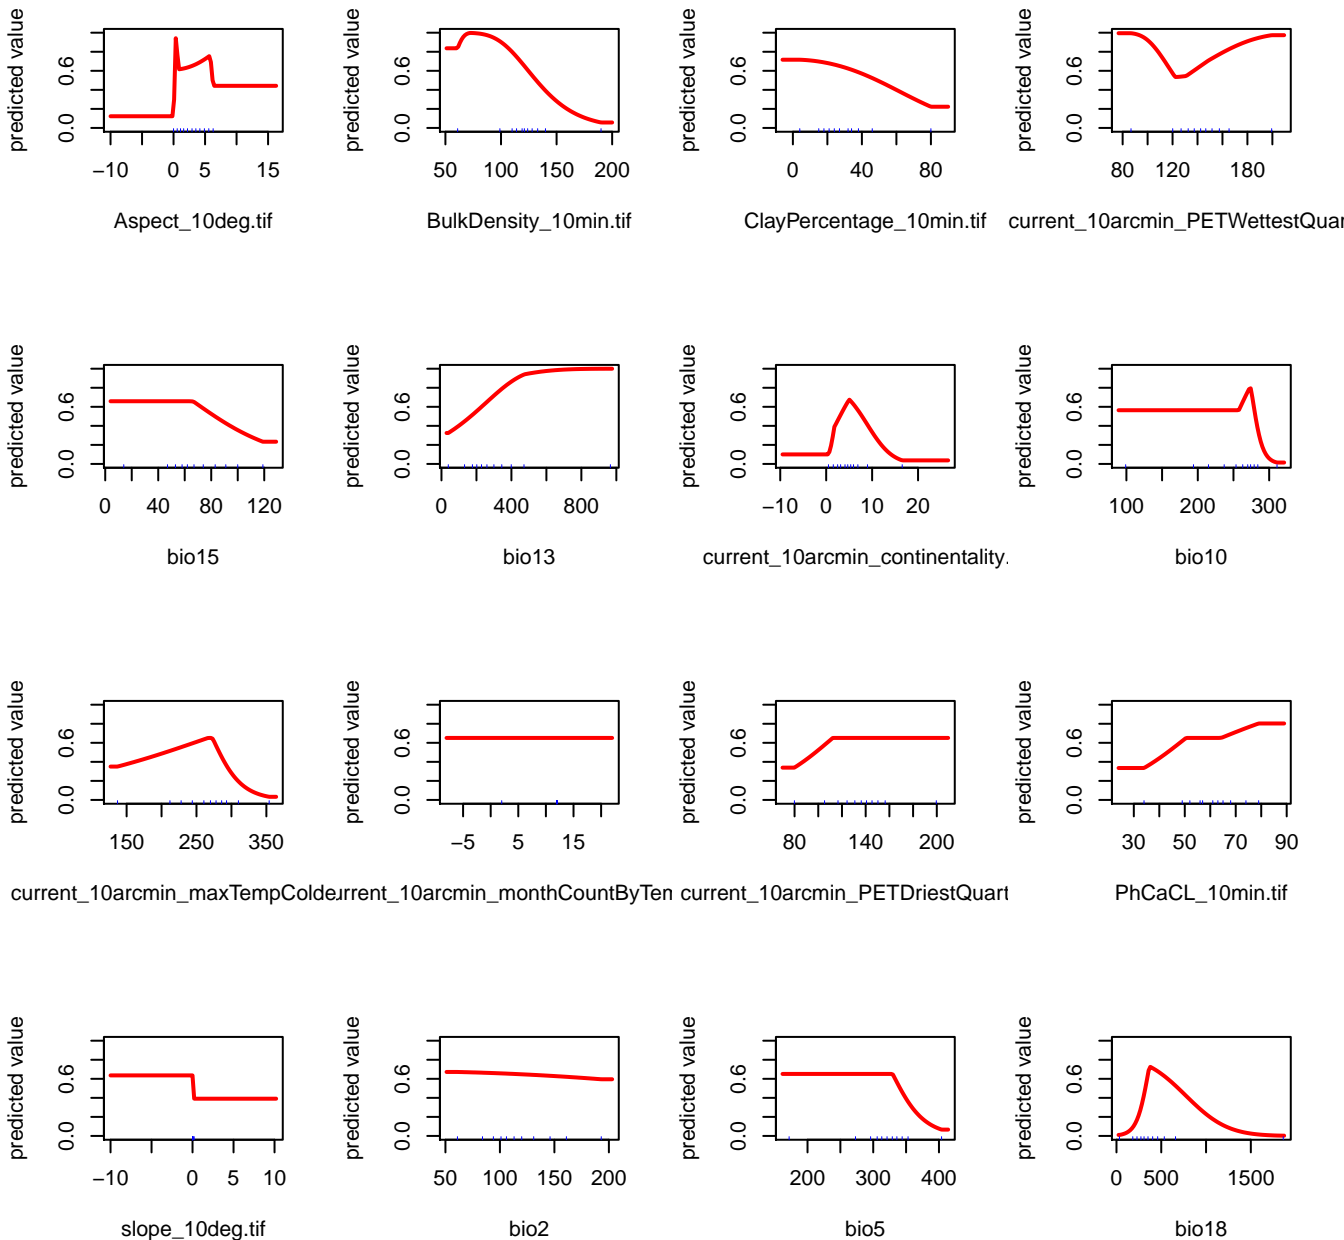 predicted value
0.0 0.6
−10 0 5 15
Aspect_10deg.tif
predicted value
0.0 0.6
50 100 150 200
BulkDensity_10min.tif
predicted value
0.0 0.6
0 40 80
ClayPercentage_10min.tif
predicted value
0.0 0.6
80 120 180
current_10arcmin_PETWettestQuar
predicted value
0.0 0.6
0 40 80 120
bio15
predicted value
0.0 0.6
0 400 800
bio13
predicted value
0.0 0.6
−10 0 10 20
current_10arcmin_continentality.
predicted value
0.0 0.6
100 200 300
bio10
predicted value
0.0 0.6
150 250 350
current_10arcmin_maxTempColde
predicted value
0.0 0.6
−5 5 15
urrent_10arcmin_monthCountByTen
predicted value
0.0 0.6
80 140 200
current_10arcmin_PETDriestQuart
predicted value
0.0 0.6
30 50 70 90
PhCaCL_10min.tif
predicted value
0.0 0.6
−10 0 5 10
slope_10deg.tif
predicted value
0.0 0.6
50 100 150 200
bio2
predicted value
0.0 0.6
200 300 400
bio5
predicted value
0.0 0.6
0 500 1500
bio18